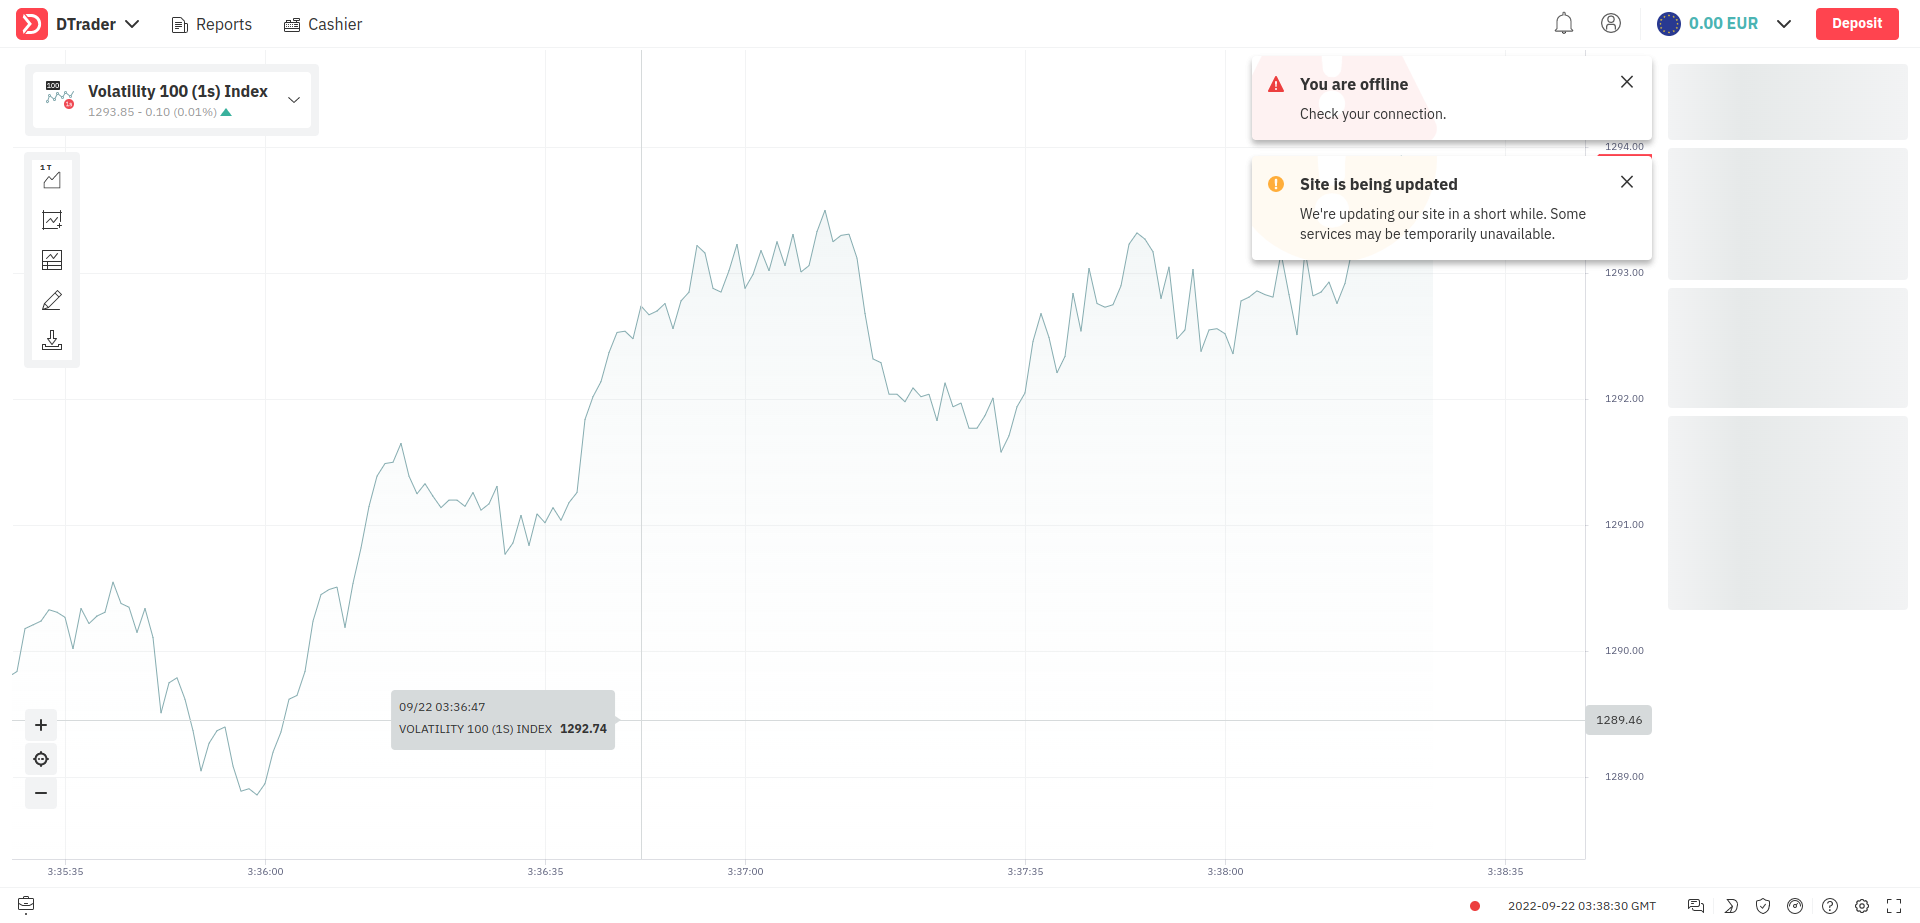 DTrader
Reports
Cashier
0.00 EUR
Deposit
100
1s
Volatility 100 (1s) Index
1293.85 - 0.10 (0.01%)
You are offline
Check your connection.
Site is being updated
We're updating our site in a short while. Some
services may be temporarily unavailable.
1 T
1294.00
1293.00
1292.00
1291.00
1290.00
1289.46
1289.00
09/22 03:36:47
VOLATILITY 100 (1S) INDEX 1292.74
3:35:35
3:36:00
3:36:35
3:37:00
3:37:35
3:38:00
3:38:35
2022-09-22 03:38:30 GMT